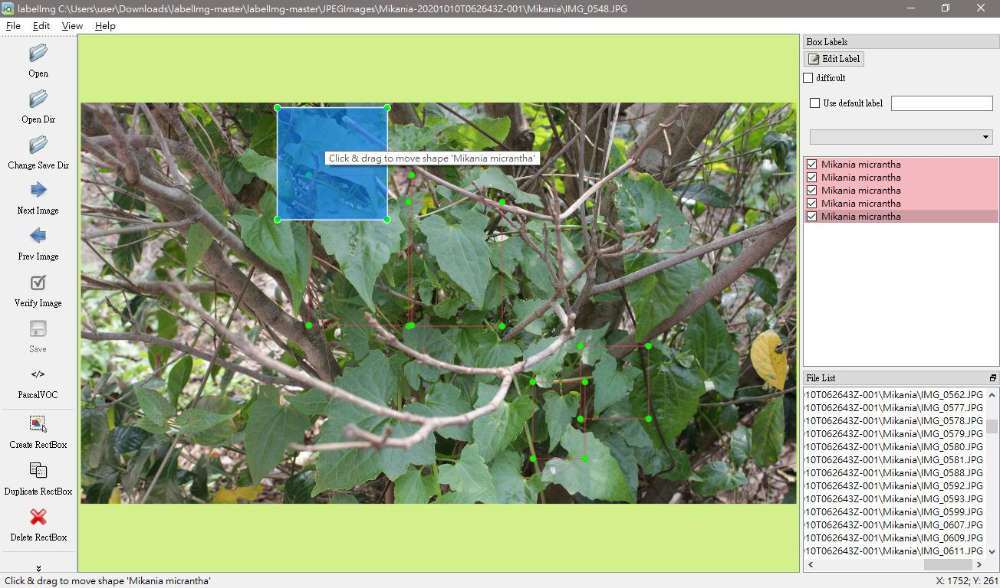 labelImg C:\Users\user\Downloads\labelImg-master\labelImg-master\JPEGImages\Mikania-20201010T062643Z-001\Mikania\IMG_0548.JPG
File Edit View Help
Open
Open Dir
Change Save Dir
Next Image
Prev Image
Verify Image
Save
</>
PascalVOC
Create RectBox
Duplicate RectBox
Delete RectBox
Click & drag to move shape 'Mikania micrantha'
Box Labels
Edit Label
difficult
Use default label
Mikania micrantha
Mikania micrantha
Mikania micrantha
Mikania micrantha
Mikania micrantha
File List
10T062643Z-001\Mikania\IMG_0562.JPG
10T062643Z-001\Mikania\IMG_0577.JPG
10T062643Z-001\Mikania\IMG_0578.JPG
10T062643Z-001\Mikania\IMG_0579.JPG
10T062643Z-001\Mikania\IMG_0580.JPG
10T062643Z-001\Mikania\IMG_0581.JPG
10T062643Z-001\Mikania\IMG_0588.JPG
10T062643Z-001\Mikania\IMG_0592.JPG
10T062643Z-001\Mikania\IMG_0593.JPG
10T062643Z-001\Mikania\IMG_0599.JPG
10T062643Z-001\Mikania\IMG_0607.JPG
10T062643Z-001\Mikania\IMG_0609.JPG
10T062643Z-001\Mikania\IMG_0611.JPG
Click & drag to move shape 'Mikania micrantha'
X: 1752; Y: 261